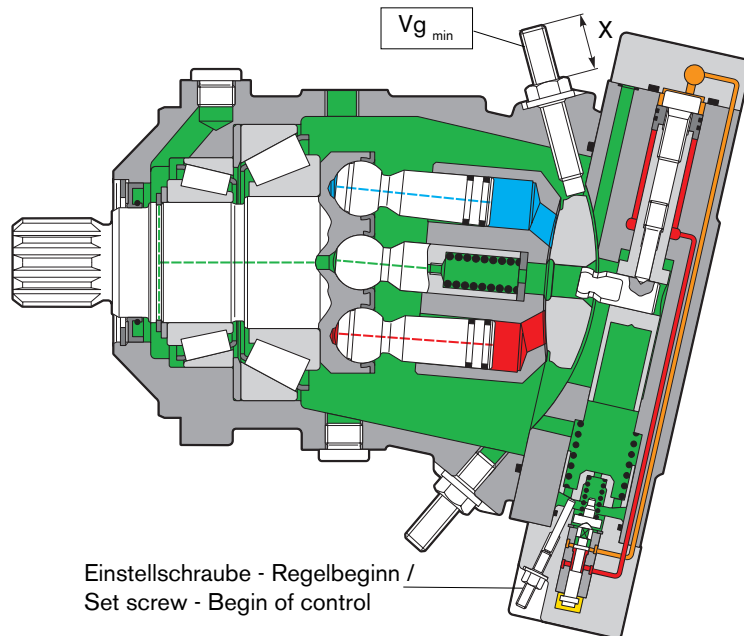 Vg min
X
Einstellschraube - Regelbeginn /
Set screw - Begin of control